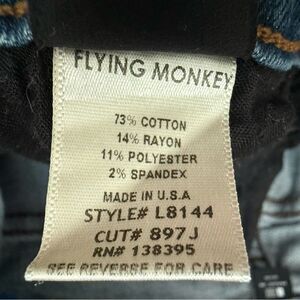 FLYING MONKEY
73% COTTON
14% RAYON
11% POLYESTER
2% SPANDEX
MADE IN U.S.A
STYLE# L8144
CUT# 897J
RN# 138395
SEE REVERSE FOR CARE